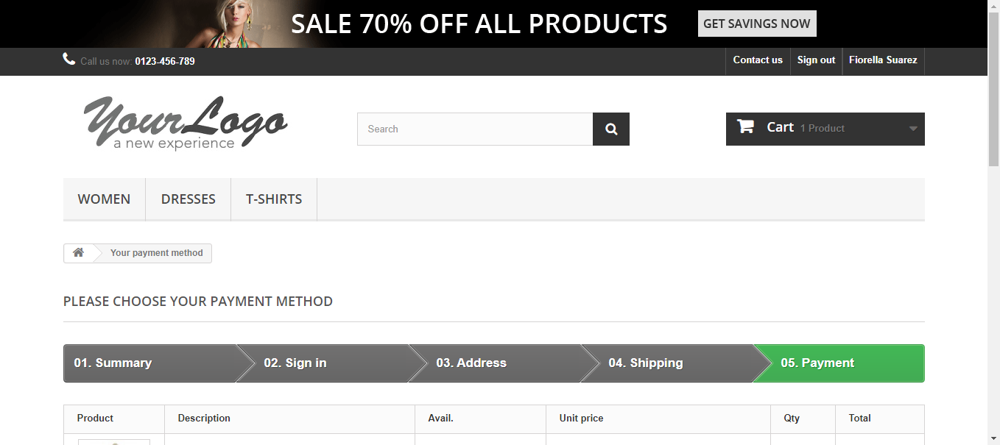 SALE 70% OFF ALL PRODUCTS GET SAVINGS NOW
Call us now: 0123-456-789 Contact us Sign out Fiorella Suarez
YourLogo
a new experience
Search
Cart 1 Product
WOMEN DRESSES T-SHIRTS
Your payment method
PLEASE CHOOSE YOUR PAYMENT METHOD
01. Summary 02. Sign in 03. Address 04. Shipping 05. Payment
Product Description Avail. Unit price Qty Total